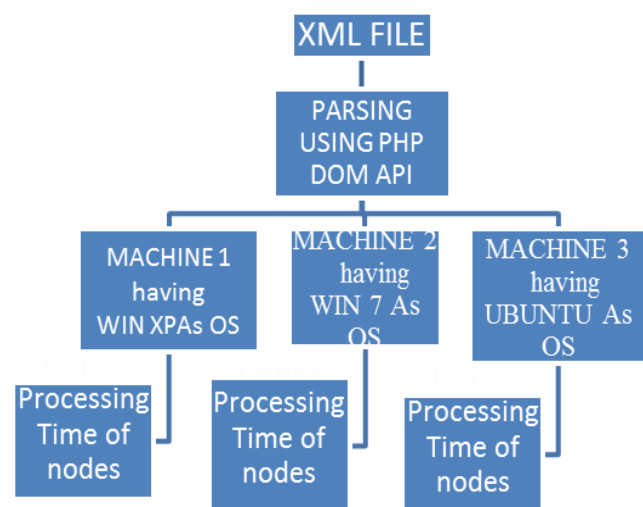 XML FILE
PARSING
USING PHP
DOM API
MACHINE 1
having
WIN XPAs OS
MACHINE 2
having
WIN 7 As
OS
MACHINE 3
having
UBUNTU As
OS
Processing
Time of
nodes
Processing
Time of
nodes
Processing
Time of
nodes